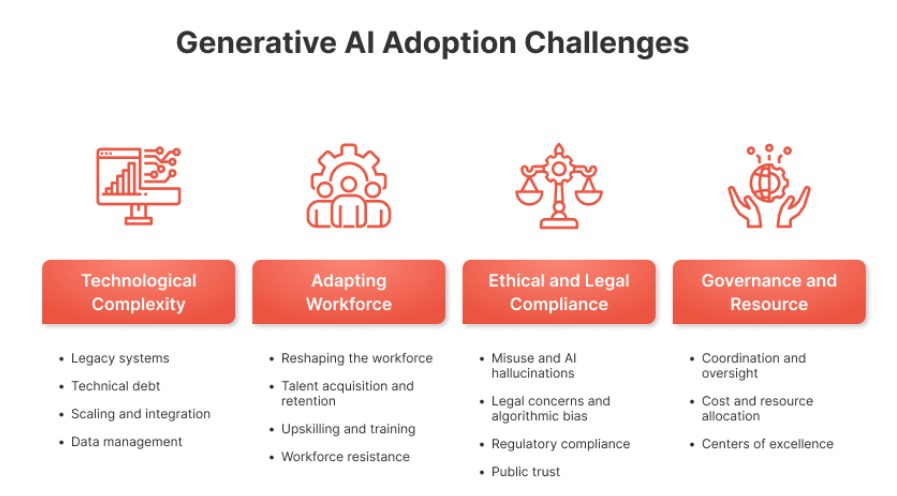 Generative AI Adoption Challenges
Technological
Complexity
• Legacy systems
• Technical debt
• Scaling and integration
• Data management
Adapting
Workforce
• Reshaping the workforce
• Talent acquisition and
retention
• Upskilling and training
• Workforce resistance
Ethical and Legal
Compliance
• Misuse and AI
hallucinations
• Legal concerns and
algorithmic bias
• Regulatory compliance
• Public trust
Governance and
Resource
• Coordination and
oversight
• Cost and resource
allocation
• Centers of excellence